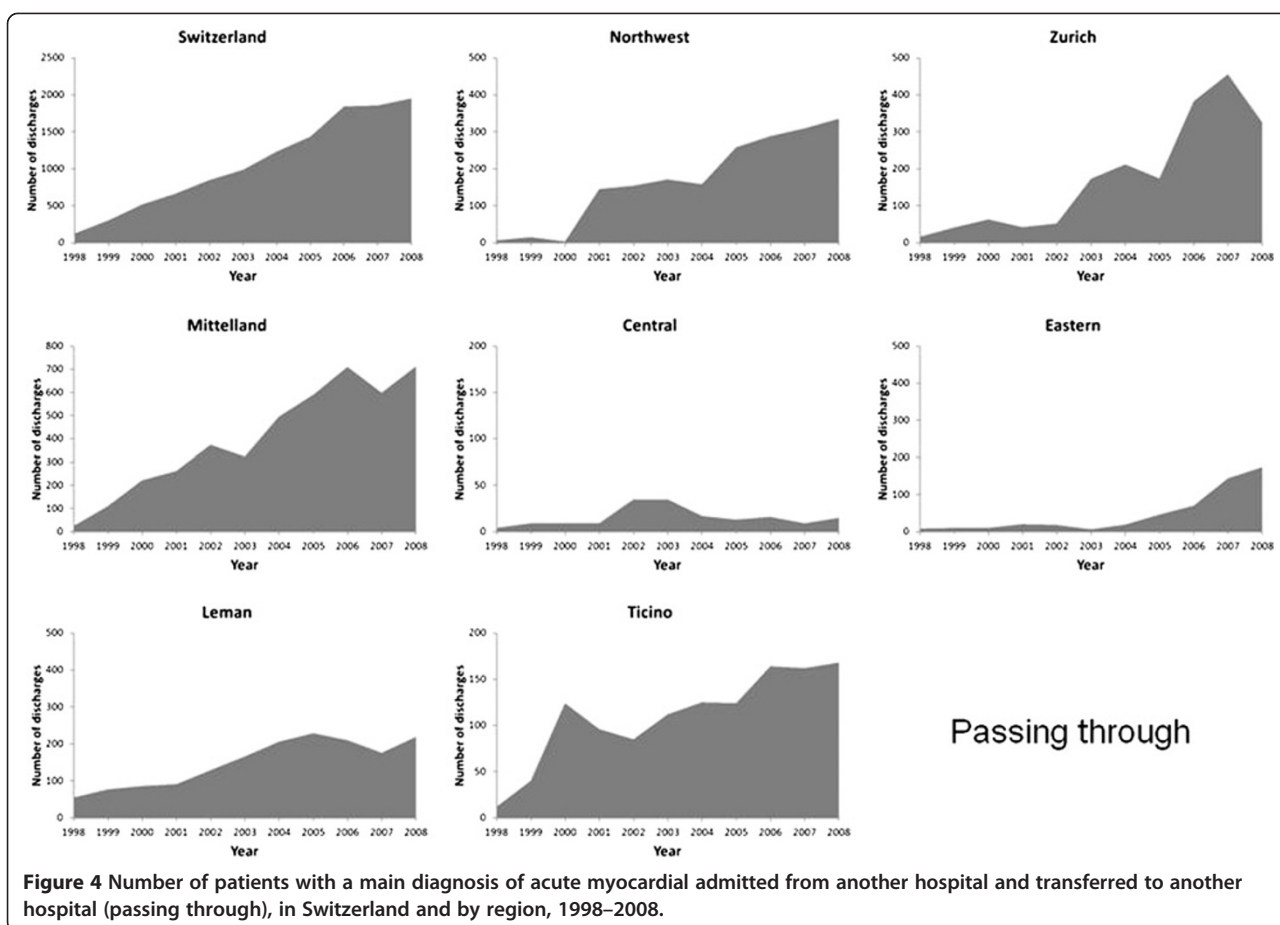 Switzerland
Number of discharges
2500
2000
1500
1000
500
0
1998 1999 2000 2001 2002 2003 2004 2005 2006 2007 2008
Year
Northwest
Number of discharges
500
400
300
200
100
0
1998 1999 2000 2001 2002 2003 2004 2005 2006 2007 2008
Year
Zurich
Number of discharges
500
400
300
200
100
0
1998 1999 2000 2001 2002 2003 2004 2005 2006 2007 2008
Year
Mittelland
Number of discharges
800
700
600
500
400
300
200
100
0
1998 1999 2000 2001 2002 2003 2004 2005 2006 2007 2008
Year
Central
Number of discharges
200
150
100
50
0
1998 1999 2000 2001 2002 2003 2004 2005 2006 2007 2008
Year
Eastern
Number of discharges
500
400
300
200
100
0
1998 1999 2000 2001 2002 2003 2004 2005 2006 2007 2008
Year
Leman
Number of discharges
500
400
300
200
100
0
1998 1999 2000 2001 2002 2003 2004 2005 2006 2007 2008
Year
Ticino
Number of discharges
200
150
100
50
0
1998 1999 2000 2001 2002 2003 2004 2005 2006 2007 2008
Year
Passing through
Figure 4 Number of patients with a main diagnosis of acute myocardial admitted from another hospital and transferred to another
hospital (passing through), in Switzerland and by region, 1998–2008.